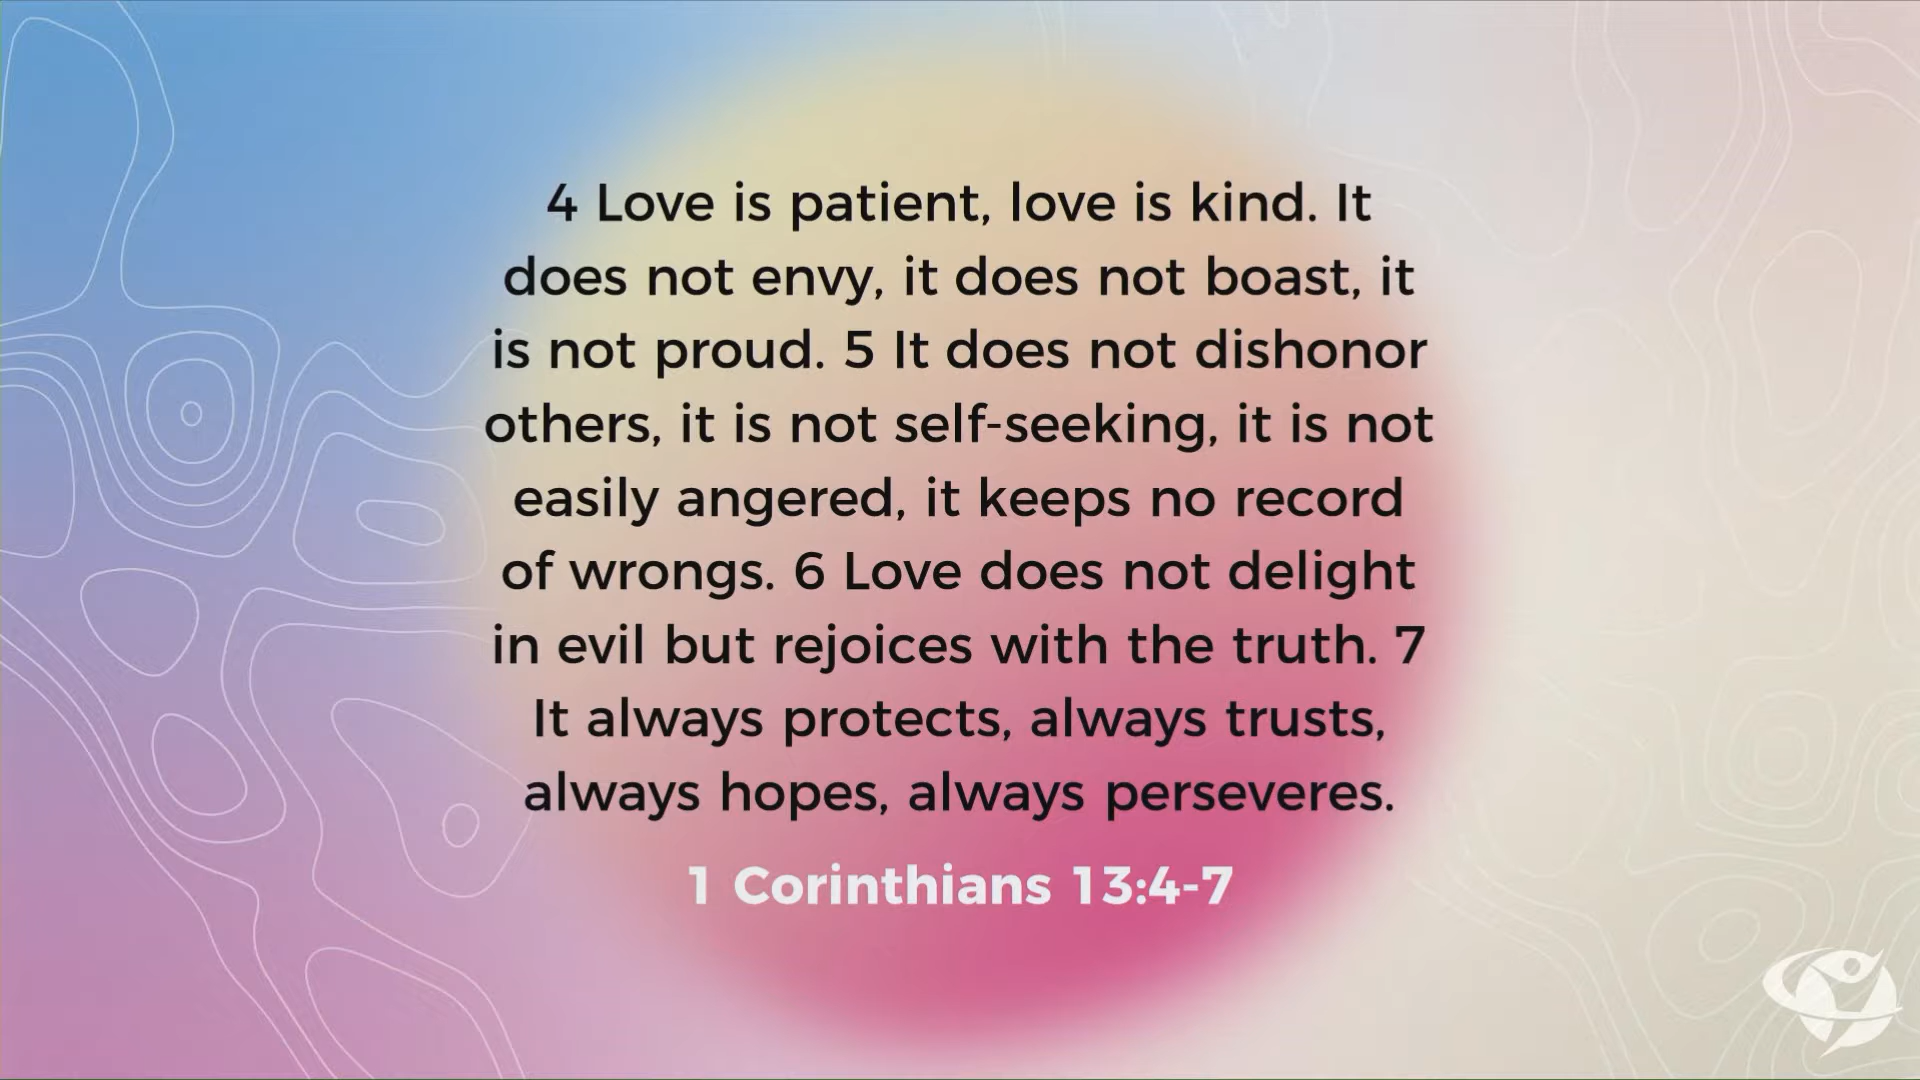 4 Love is patient, love is kind. It
does not envy, it does not boast, it
is not proud. 5 It does not dishonor
others, it is not self-seeking, it is not
easily angered, it keeps no record
of wrongs. 6 Love does not delight
in evil but rejoices with the truth. 7
It always protects, always trusts,
always hopes, always perseveres.
1 Corinthians 13:4-7